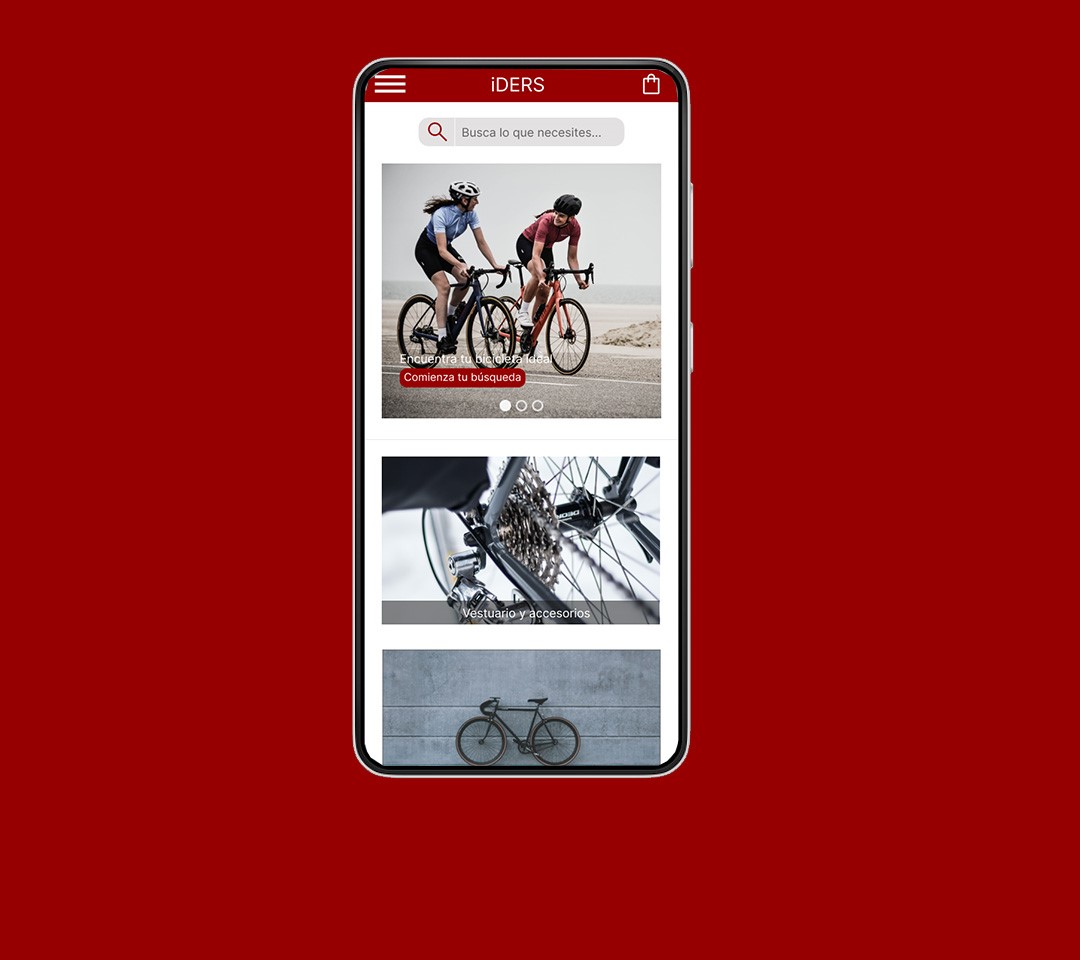 iDERS
Busca lo que necesites...
Encuentra tu bicicleta ideal
Comienza tu búsqueda
Vestuario y accesorios